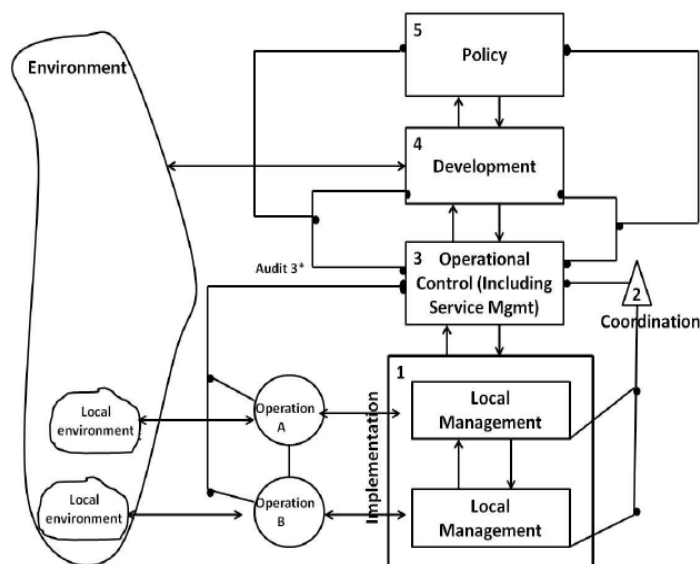 5
Policy
Environment
4
Development
3
Operational
Control (Including
Service Mgmt)
Audit 3*
2
Coordination
1
Implementation
Local
Management
Operation
A
Local
environment
Local
Management
Operation
B
Local
environment